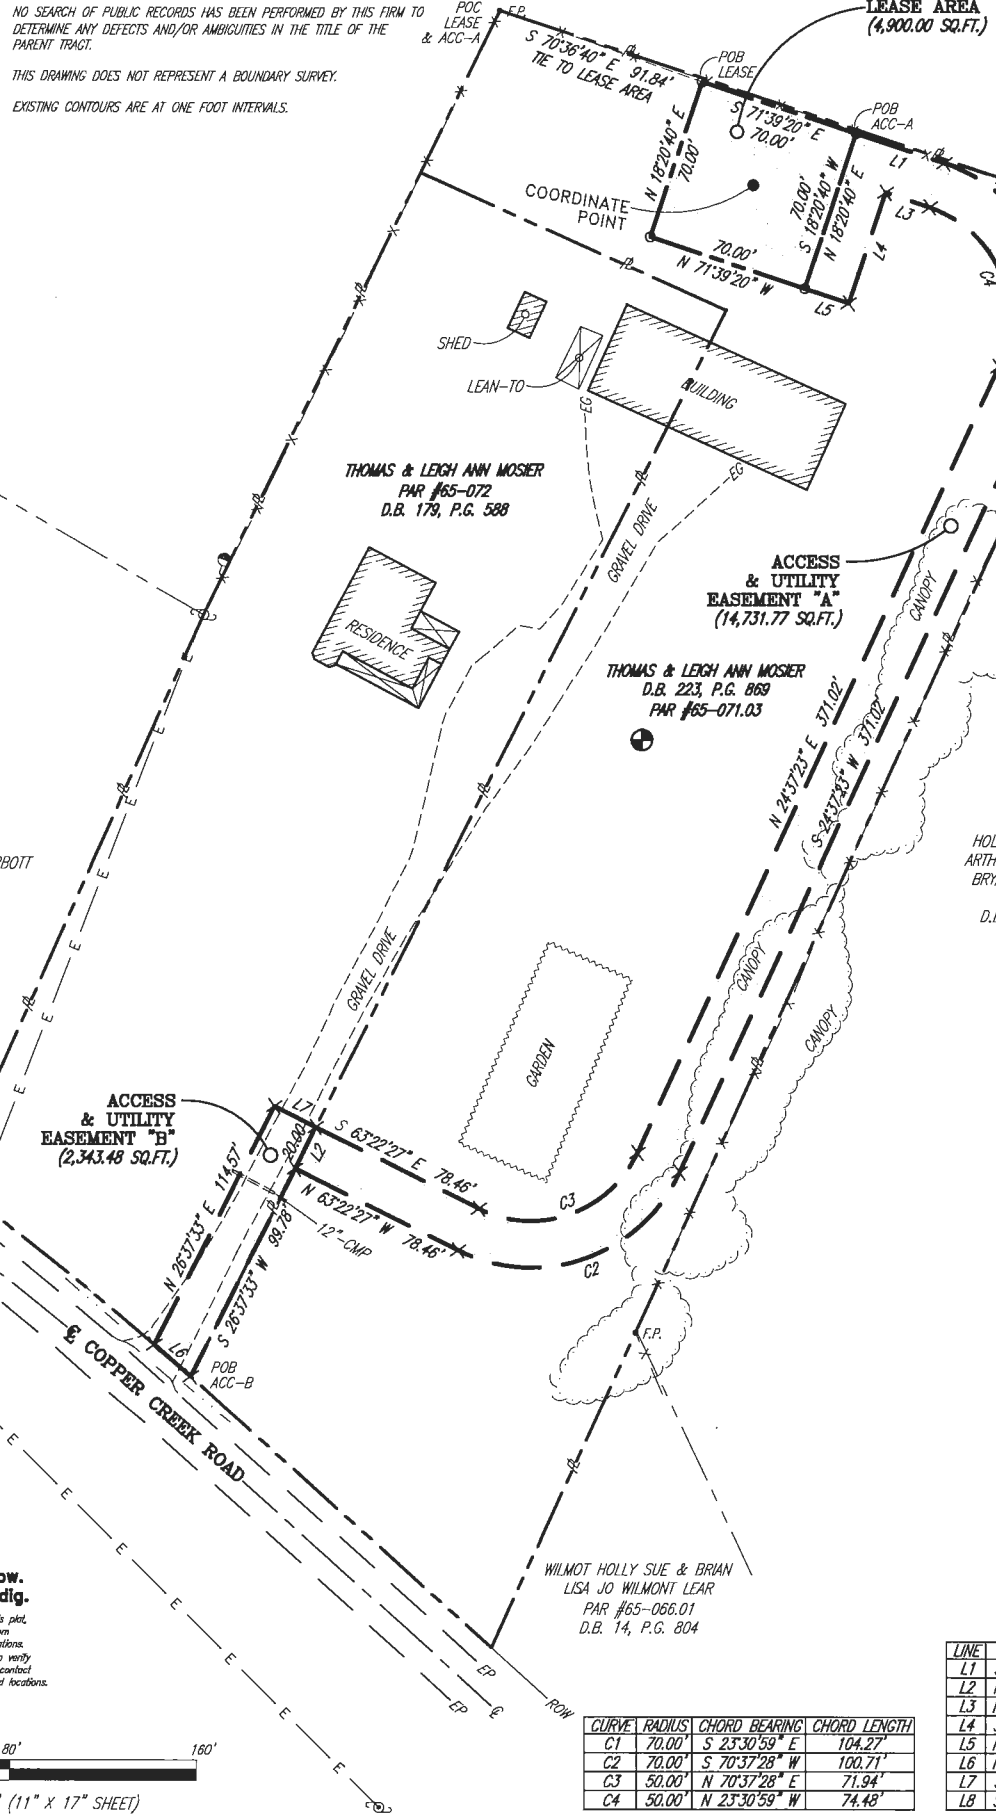 NO SEARCH OF PUBLIC RECORDS HAS BEEN PERFORMED BY THIS FIRM TO
DETERMINE ANY DEFECTS AND/OR AMBIGUITIES IN THE TITLE OF THE
PARENT TRACT.
THIS DRAWING DOES NOT REPRESENT A BOUNDARY SURVEY.
EXISTING CONTOURS ARE AT ONE FOOT INTERVALS.
POC
LEASE
& ACC-A
F.P.
LEASE AREA
(4,900.00 SQ.FT.)
S 70°36'40" E 91.84'
TIE TO LEASE AREA
POB
LEASE
S 71°39'20" E
70.00'
POB
ACC-A
L1
N 18°20'40" E
70.00'
COORDINATE
POINT
70.00'
S 18°20'40" W
N 18°20'40" E
L3
L4
C4
70.00'
N 71°39'20" W
L5
SHED
LEAN-TO
BUILDING
EG
EG
THOMAS & LEIGH ANN MOSIER
PAR #65-072
D.B. 179, P.G. 588
GRAVEL DRIVE
ACCESS
& UTILITY
EASEMENT "A"
(14,731.77 SQ.FT.)
CANOPY
RESIDENCE
THOMAS & LEIGH ANN MOSIER
D.B. 223, P.G. 869
PAR #65-071.03
N 24°37'23" E 371.02'
S 24°37'23" W 371.02'
BOTT
HOL
ARTH
BRY
D.B
GRAVEL DRIVE
CANOPY
CANOPY
GARDEN
ACCESS
& UTILITY
EASEMENT "B"
(2,343.48 SQ.FT.)
L7
20.00'
L2
S 63°22'27" E 78.46'
N 63°22'27" W 78.46'
C3
C2
12"-CMP
N 26°37'33" E 114.57'
S 26°37'33" W 99.78'
L6
POB
ACC-B
F.P.
℄ COPPER CREEK ROAD
E
WILMOT HOLLY SUE & BRIAN
LISA JO WILMONT LEAR
PAR #65-066.01
D.B. 14, P.G. 804
ow.
dig.
s plat,
om
ations.
o verify
contact
d locations.
EP
EP
℄
ROW
80'
160'
' (11" X 17" SHEET)
CURVE RADIUS CHORD BEARING CHORD LENGTH
C1 70.00' S 23°30'59" E 104.27'
C2 70.00' S 70°37'28" W 100.71'
C3 50.00' N 70°37'28" E 71.94'
C4 50.00' N 23°30'59" W 74.48'
LINE
L1
L2
L3
L4
L5
L6
L7
L8